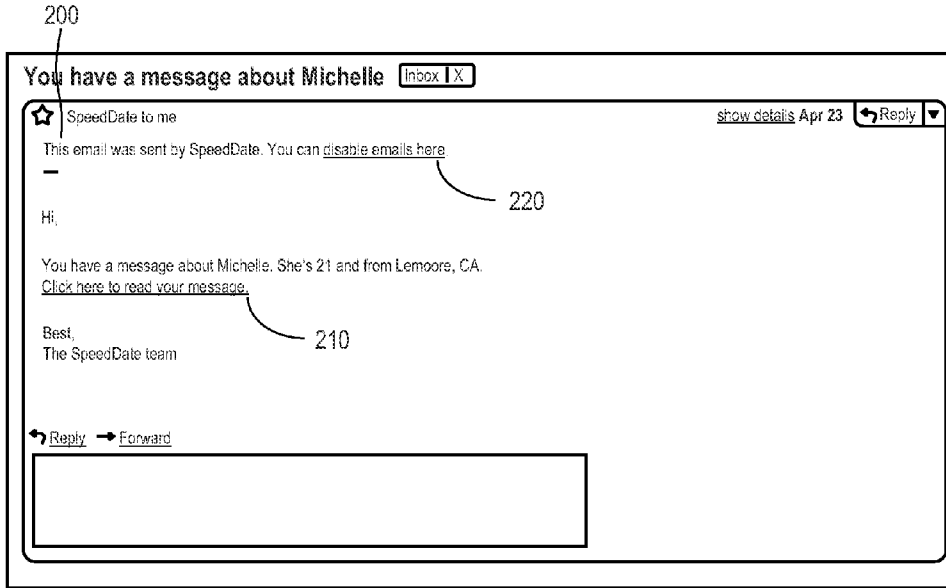 200
You have a message about Michelle Inbox X
SpeedDate to me show details Apr 23 Reply
This email was sent by SpeedDate. You can disable emails here
220
Hi,
You have a message about Michelle. She's 21 and from Lemoore, CA.
Click here to read your message.
210
Best,
The SpeedDate team
Reply Forward